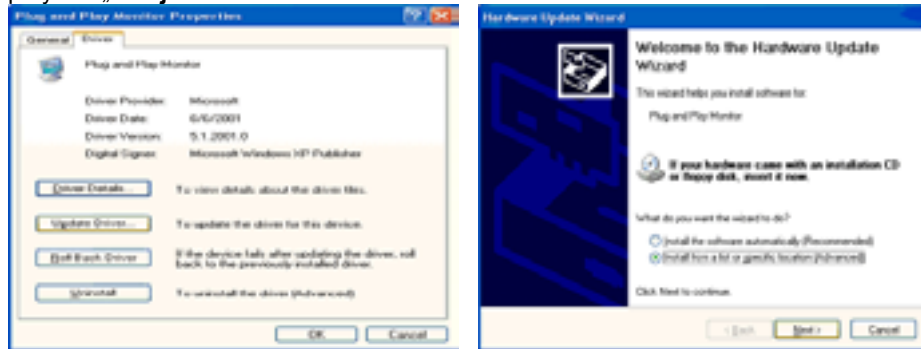 Plug and Play Monitor Properties
General Driver
Plug and Play Monitor
Driver Provider: Microsoft
Driver Date: 6/6/2001
Driver Version: 5.1.2001.0
Digital Signer: Microsoft Windows XP Publisher
Driver Details... To view details about the driver files.
Update Driver... To update the driver for this device.
Roll Back Driver If the device fails after updating the driver, roll
back to the previously installed driver.
Uninstall To uninstall the driver (Advanced).
OK Cancel
Hardware Update Wizard
Welcome to the Hardware Update
Wizard
This wizard helps you install software for:
Plug and Play Monitor
If your hardware came with an installation CD
or floppy disk, insert it now.
What do you want the wizard to do?
Install the software automatically (Recommended)
Install from a list or specific location (Advanced)
Click Next to continue.
< Back Next > Cancel